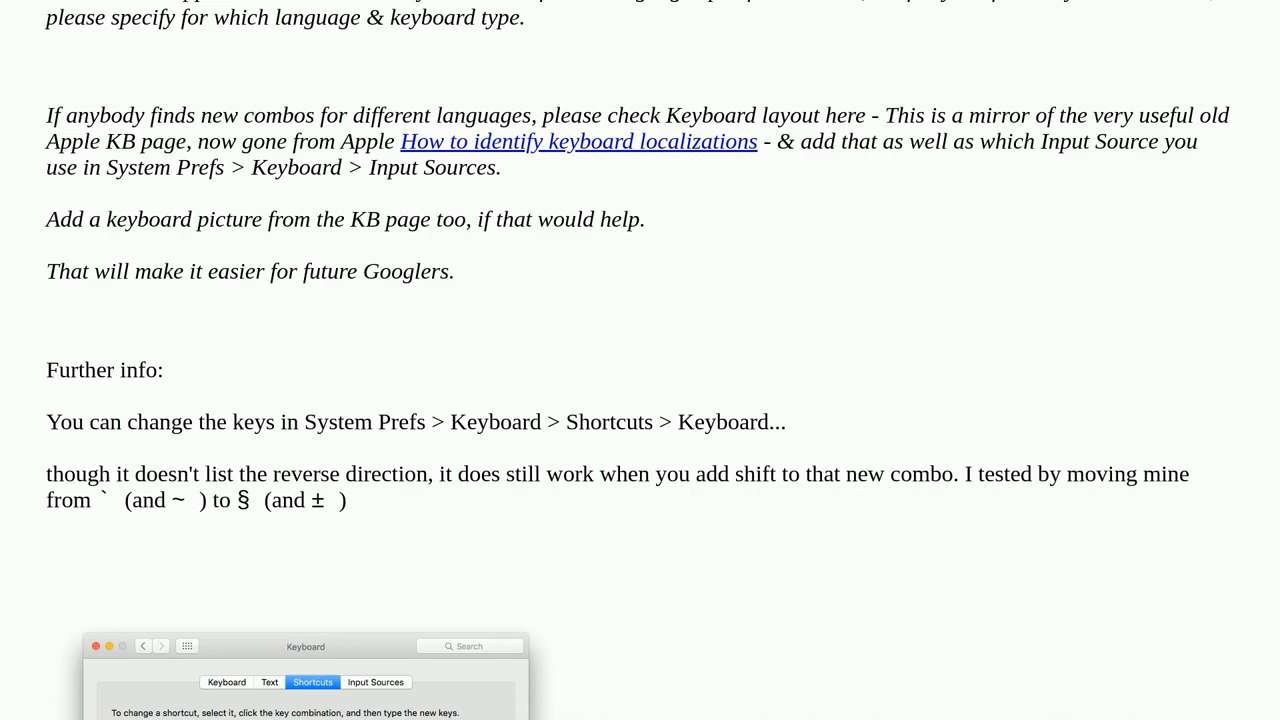 please specify for which language & keyboard type.
If anybody finds new combos for different languages, please check Keyboard layout here - This is a mirror of the very useful old
Apple KB page, now gone from Apple How to identify keyboard localizations - & add that as well as which Input Source you
use in System Prefs > Keyboard > Input Sources.
Add a keyboard picture from the KB page too, if that would help.
That will make it easier for future Googlers.
Further info:
You can change the keys in System Prefs > Keyboard > Shortcuts > Keyboard...
though it doesn't list the reverse direction, it does still work when you add shift to that new combo. I tested by moving mine
from ` (and ~ ) to § (and ± )
Keyboard
Search
Keyboard Text Shortcuts Input Sources
To change a shortcut, select it, click the key combination, and then type the new keys.